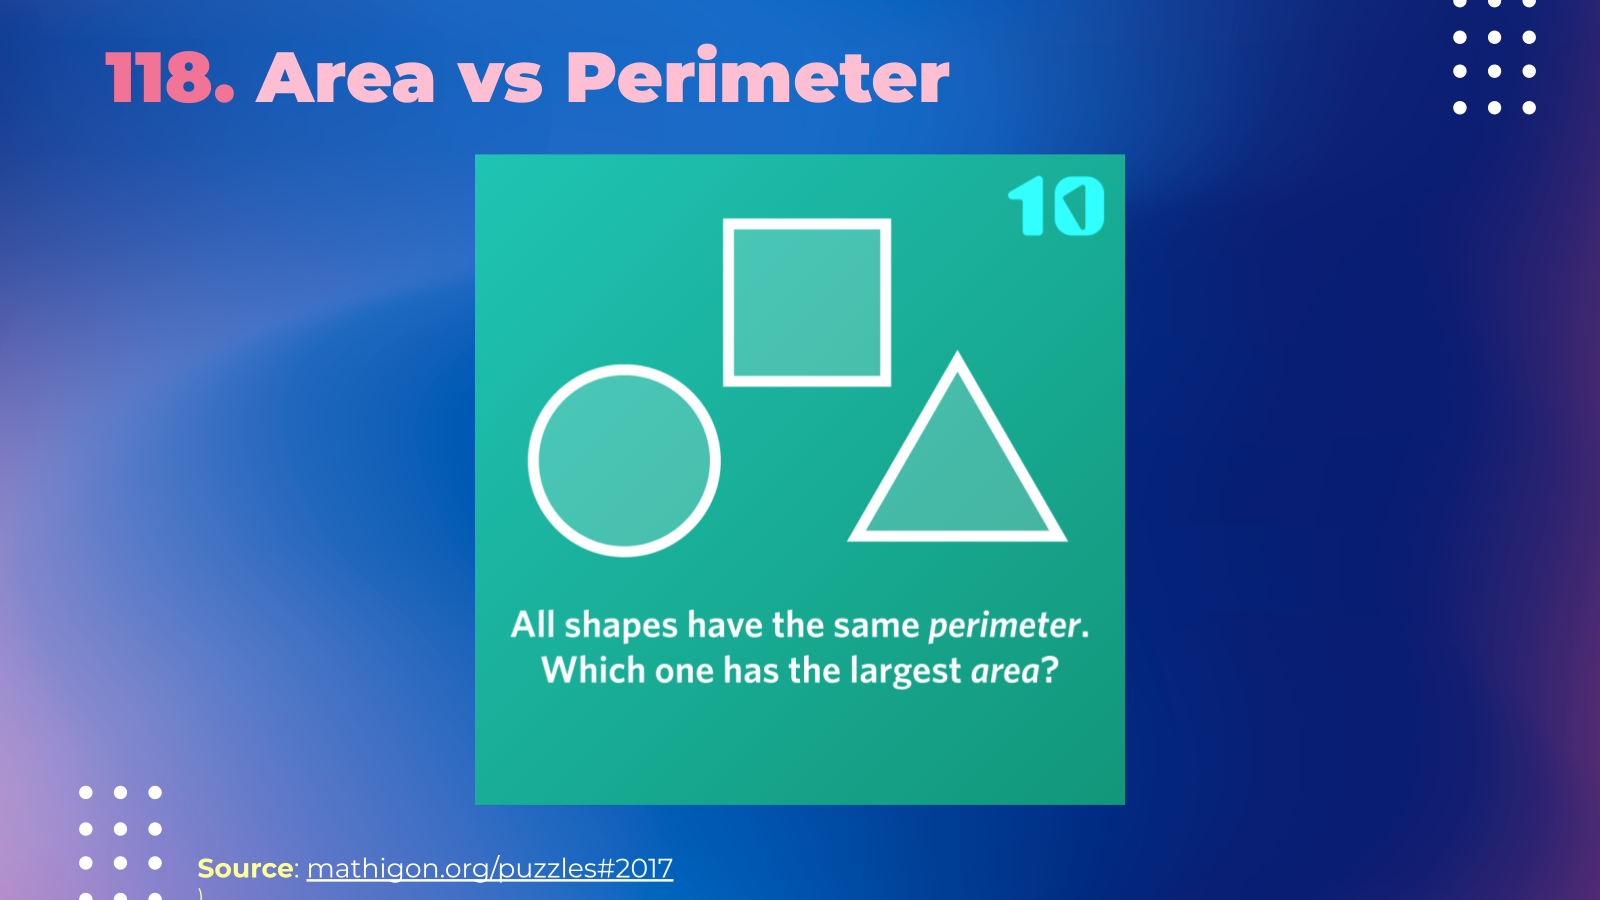 118. Area vs Perimeter
10
All shapes have the same perimeter.
Which one has the largest area?
Source: mathigon.org/puzzles#2017
)